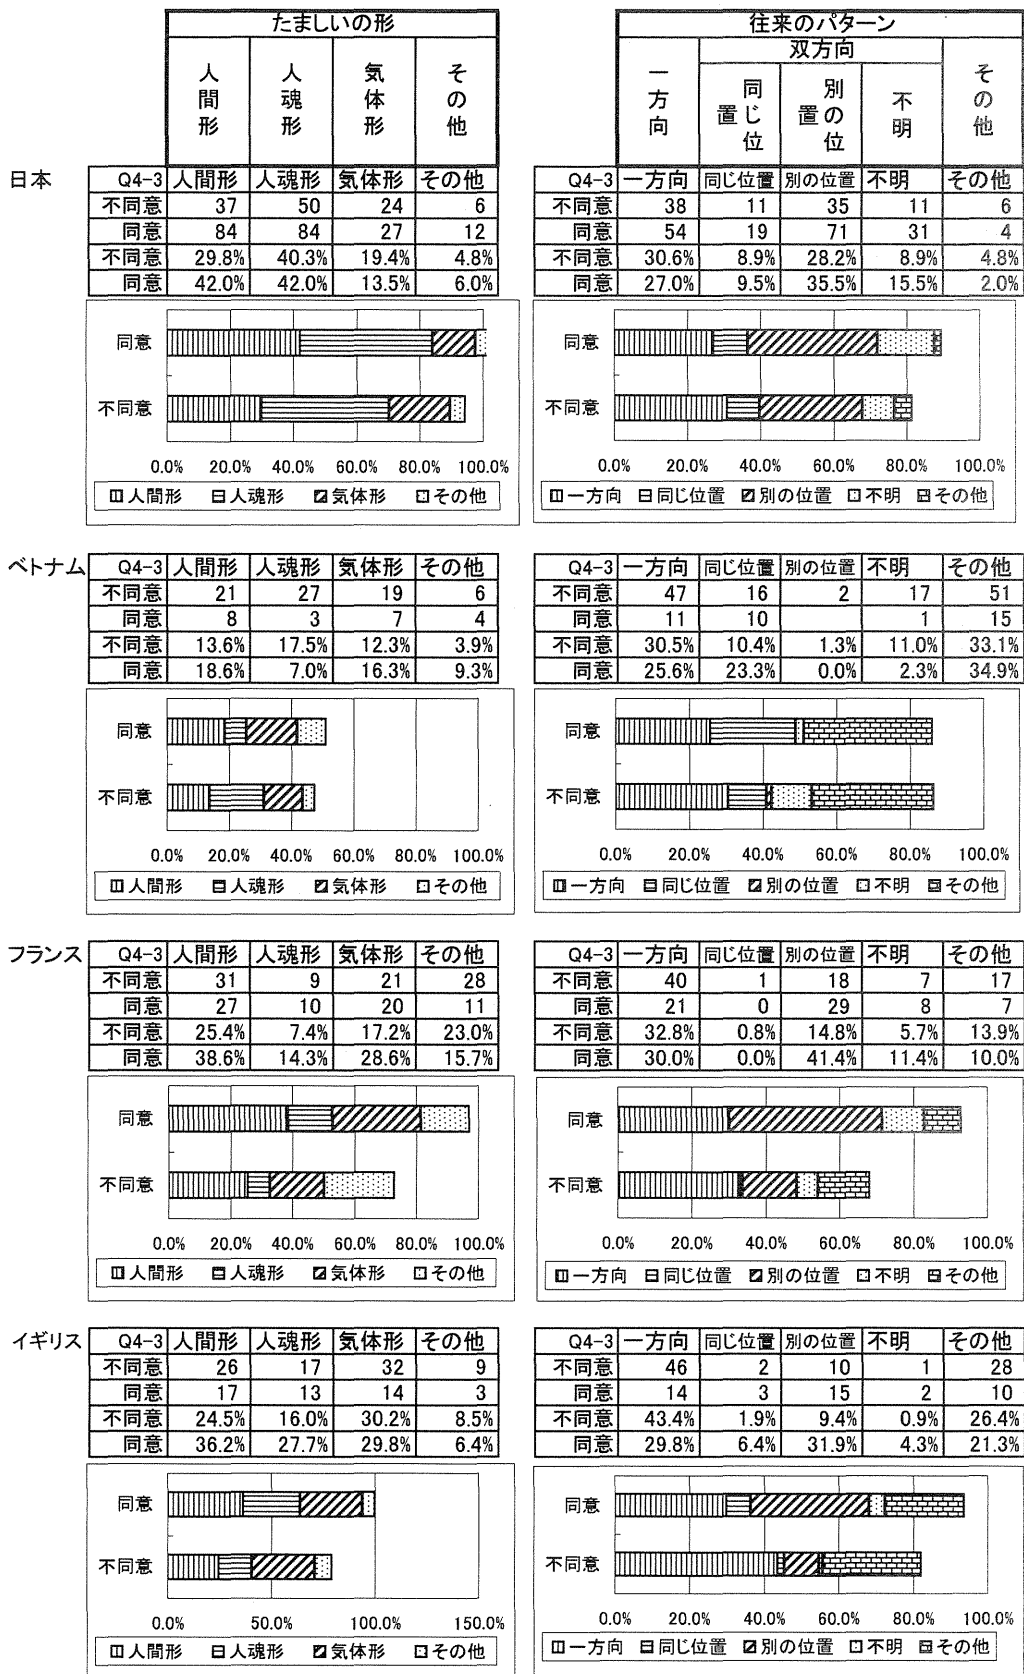 たましいの形
往来のパターン
人間形 人魂形 気体形 その他
一方向 双方向 その他
同じ位置 別の位置 不明
日本
Q4-3 人間形 人魂形 気体形 その他
不同意 37 50 24 6
同意 84 84 27 12
不同意 29.8% 40.3% 19.4% 4.8%
同意 42.0% 42.0% 13.5% 6.0%
同意
不同意
0.0% 20.0% 40.0% 60.0% 80.0% 100.0%
人間形 人魂形 気体形 その他
Q4-3 一方向 同じ位置 別の位置 不明 その他
不同意 38 11 35 11 6
同意 54 19 71 31 4
不同意 30.6% 8.9% 28.2% 8.9% 4.8%
同意 27.0% 9.5% 35.5% 15.5% 2.0%
同意
不同意
0.0% 20.0% 40.0% 60.0% 80.0% 100.0%
一方向 同じ位置 別の位置 不明 その他
ベトナム
Q4-3 人間形 人魂形 気体形 その他
不同意 21 27 19 6
同意 8 3 7 4
不同意 13.6% 17.5% 12.3% 3.9%
同意 18.6% 7.0% 16.3% 9.3%
同意
不同意
0.0% 20.0% 40.0% 60.0% 80.0% 100.0%
人間形 人魂形 気体形 その他
Q4-3 一方向 同じ位置 別の位置 不明 その他
不同意 47 16 2 17 51
同意 11 10 1 15
不同意 30.5% 10.4% 1.3% 11.0% 33.1%
同意 25.6% 23.3% 0.0% 2.3% 34.9%
同意
不同意
0.0% 20.0% 40.0% 60.0% 80.0% 100.0%
一方向 同じ位置 別の位置 不明 その他
フランス
Q4-3 人間形 人魂形 気体形 その他
不同意 31 9 21 28
同意 27 10 20 11
不同意 25.4% 7.4% 17.2% 23.0%
同意 38.6% 14.3% 28.6% 15.7%
同意
不同意
0.0% 20.0% 40.0% 60.0% 80.0% 100.0%
人間形 人魂形 気体形 その他
Q4-3 一方向 同じ位置 別の位置 不明 その他
不同意 40 1 18 7 17
同意 21 0 29 8 7
不同意 32.8% 0.8% 14.8% 5.7% 13.9%
同意 30.0% 0.0% 41.4% 11.4% 10.0%
同意
不同意
0.0% 20.0% 40.0% 60.0% 80.0% 100.0%
一方向 同じ位置 別の位置 不明 その他
イギリス
Q4-3 人間形 人魂形 気体形 その他
不同意 26 17 32 9
同意 17 13 14 3
不同意 24.5% 16.0% 30.2% 8.5%
同意 36.2% 27.7% 29.8% 6.4%
同意
不同意
0.0% 50.0% 100.0% 150.0%
人間形 人魂形 気体形 その他
Q4-3 一方向 同じ位置 別の位置 不明 その他
不同意 46 2 10 1 28
同意 14 3 15 2 10
不同意 43.4% 1.9% 9.4% 0.9% 26.4%
同意 29.8% 6.4% 31.9% 4.3% 21.3%
同意
不同意
0.0% 20.0% 40.0% 60.0% 80.0% 100.0%
一方向 同じ位置 別の位置 不明 その他